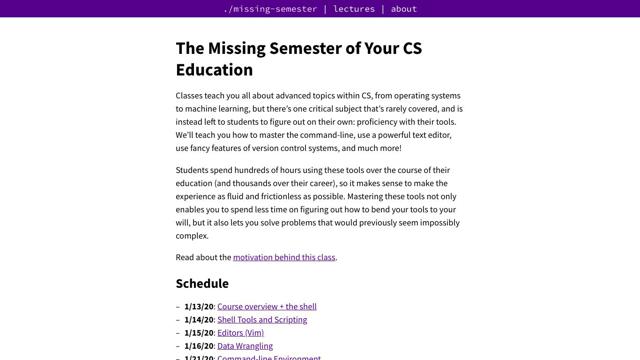 ./missing-semester | lectures | about
The Missing Semester of Your CS
Education
Classes teach you all about advanced topics within CS, from operating systems
to machine learning, but there's one critical subject that's rarely covered, and is
instead left to students to figure out on their own: proficiency with their tools.
We'll teach you how to master the command-line, use a powerful text editor,
use fancy features of version control systems, and much more!
Students spend hundreds of hours using these tools over the course of their
education (and thousands over their career), so it makes sense to make the
experience as fluid and frictionless as possible. Mastering these tools not only
enables you to spend less time on figuring out how to bend your tools to your
will, but it also lets you solve problems that would previously seem impossibly
complex.
Read about the motivation behind this class.
Schedule
– 1/13/20: Course overview + the shell
– 1/14/20: Shell Tools and Scripting
– 1/15/20: Editors (Vim)
– 1/16/20: Data Wrangling
– 1/21/20: Command-line Environment